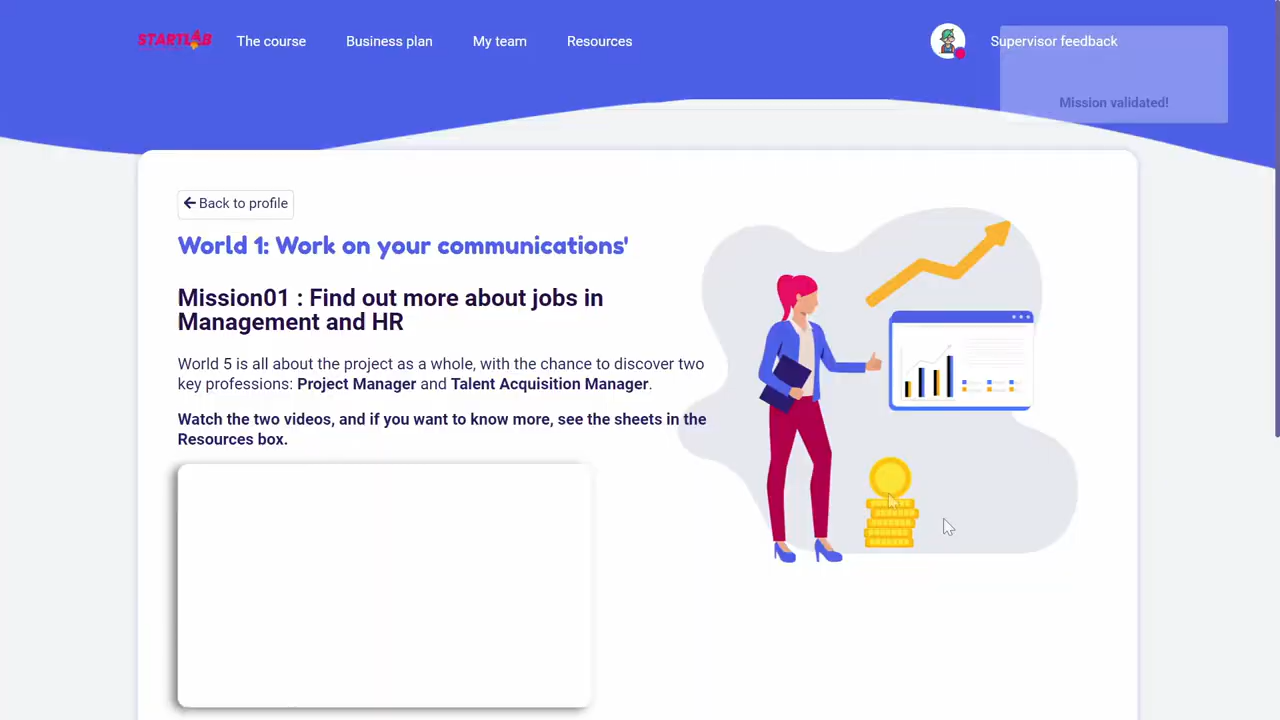 STARTLAB
The course
Business plan
My team
Resources
Supervisor feedback
Mission validated!
Back to profile
World 1: Work on your communications'
Mission01 : Find out more about jobs in
Management and HR
World 5 is all about the project as a whole, with the chance to discover two
key professions: Project Manager and Talent Acquisition Manager.
Watch the two videos, and if you want to know more, see the sheets in the
Resources box.